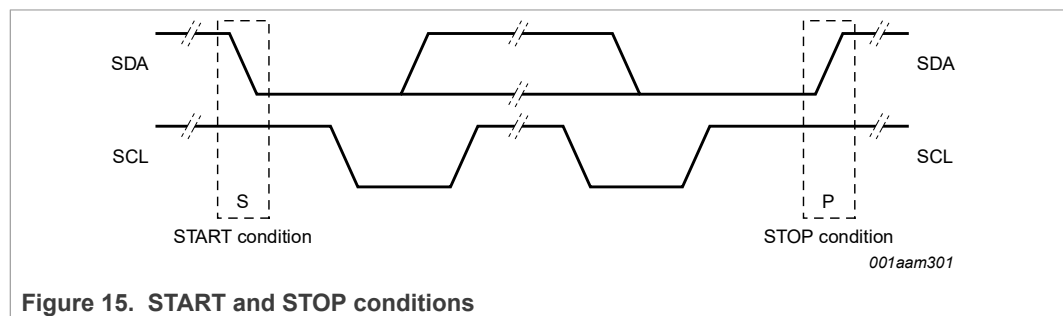 SDA
SDA
SCL
SCL
S
P
START condition
STOP condition
001aam301
Figure 15. START and STOP conditions